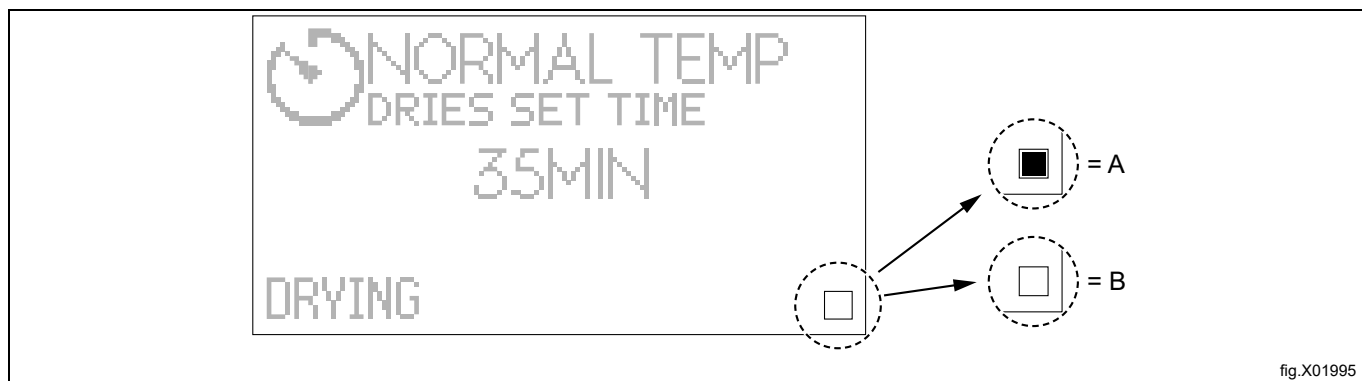 NORMAL TEMP
DRIES SET TIME
35MIN
DRYING
= A
= B
fig.X01995